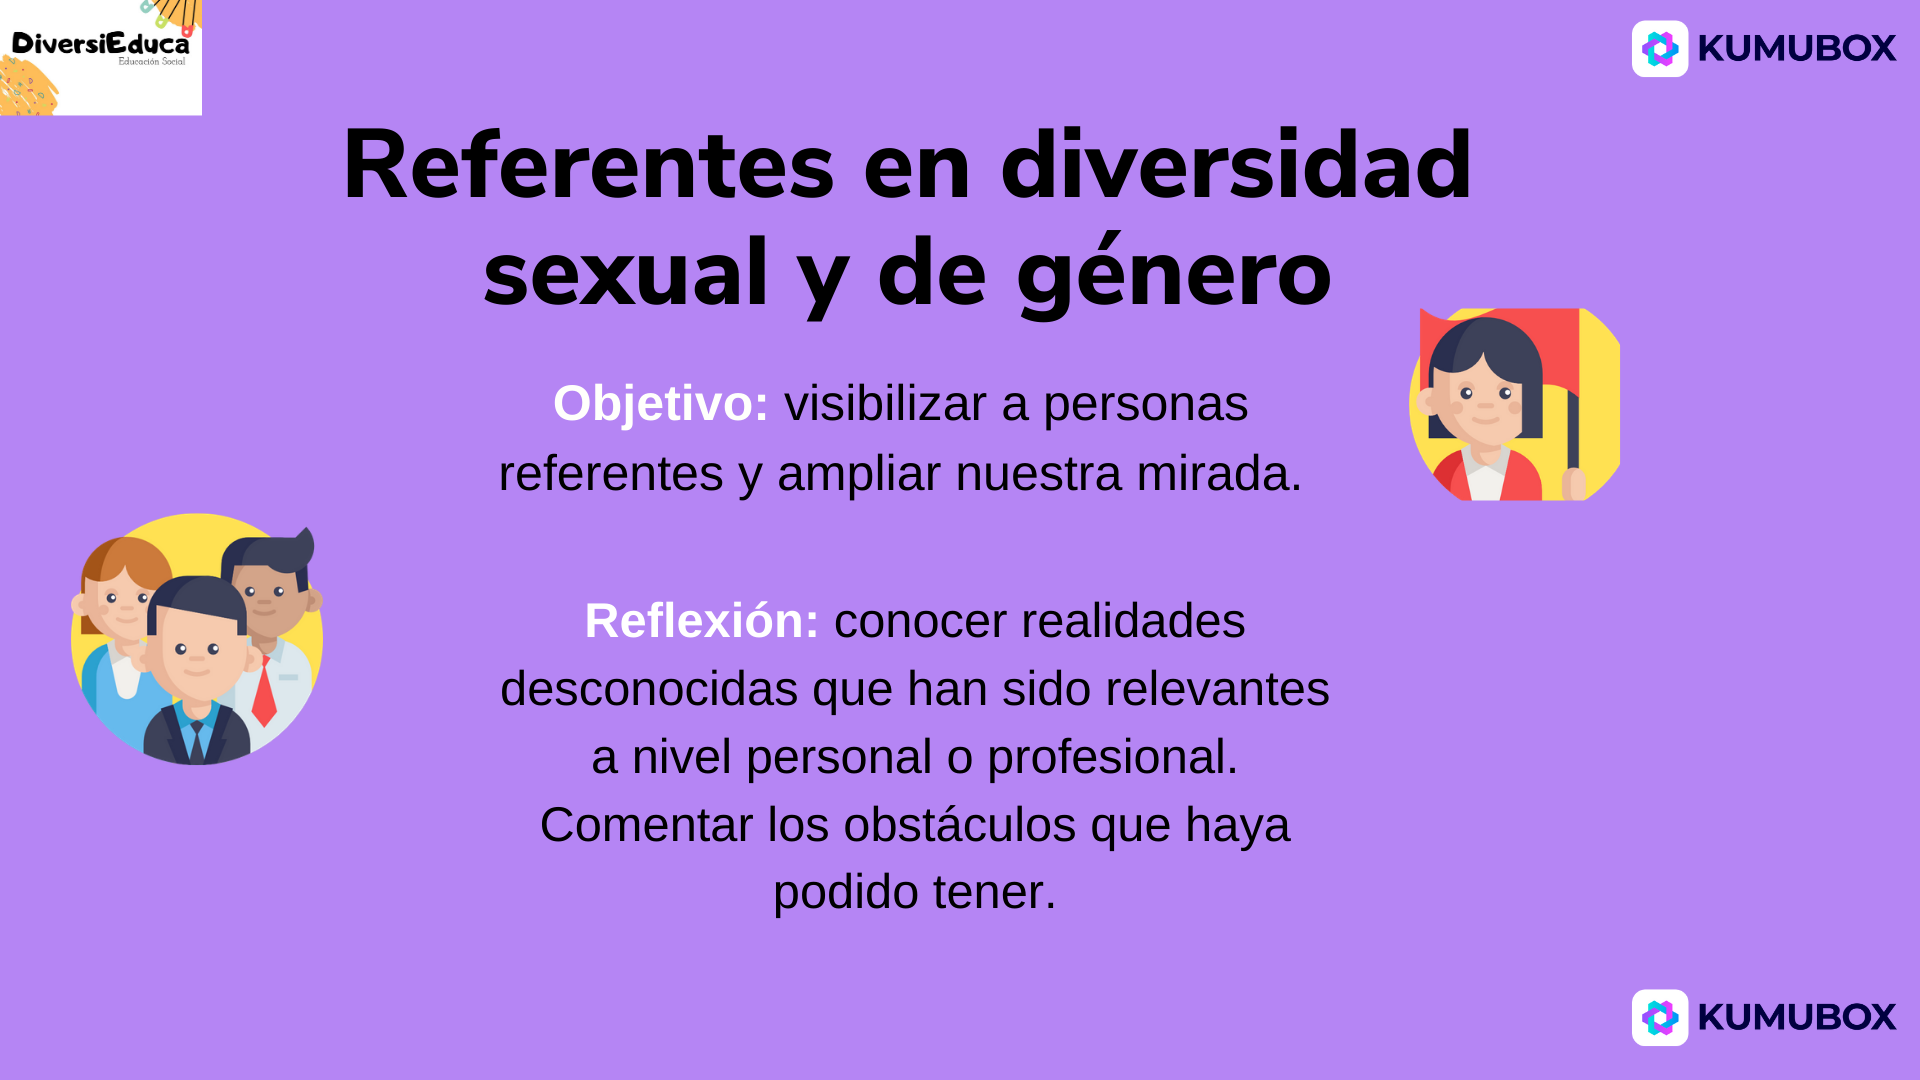 DiversiEduca
Educación Social
KUMUBOX
Referentes en diversidad
sexual y de género
Objetivo: visibilizar a personas
referentes y ampliar nuestra mirada.
Reflexión: conocer realidades
desconocidas que han sido relevantes
a nivel personal o profesional.
Comentar los obstáculos que haya
podido tener.
KUMUBOX